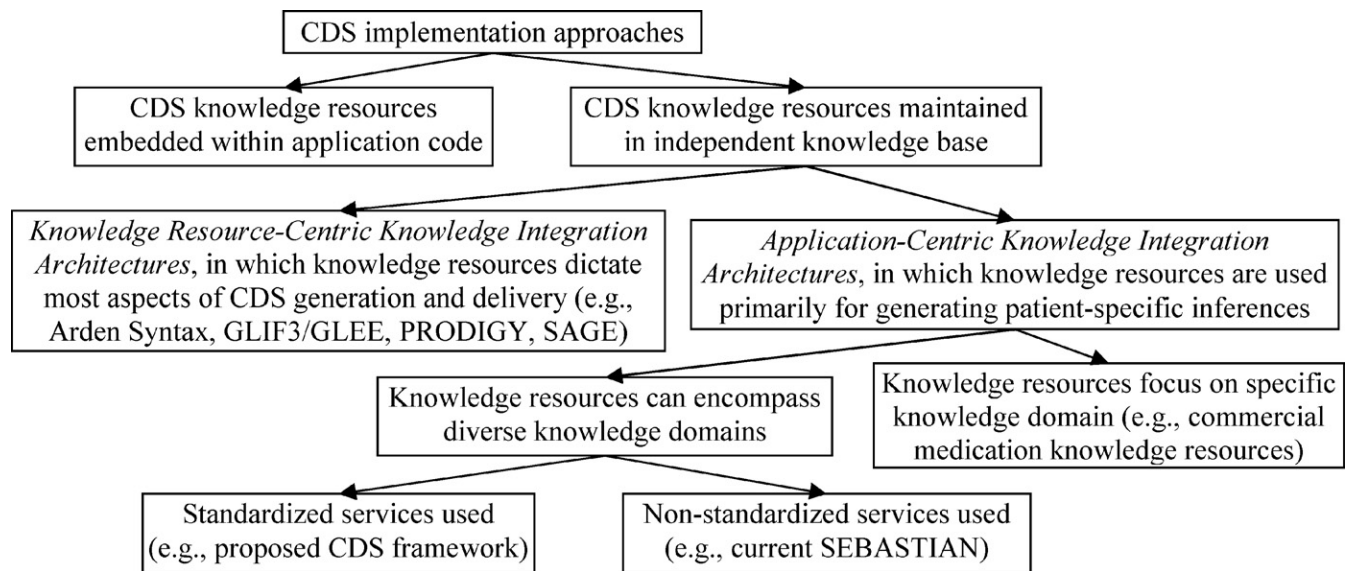 CDS implementation approaches
CDS knowledge resources
embedded within application code
CDS knowledge resources maintained
in independent knowledge base
Knowledge Resource-Centric Knowledge Integration
Architectures, in which knowledge resources dictate
most aspects of CDS generation and delivery (e.g.,
Arden Syntax, GLIF3/GLEE, PRODIGY, SAGE)
Application-Centric Knowledge Integration
Architectures, in which knowledge resources are used
primarily for generating patient-specific inferences
Knowledge resources can encompass
diverse knowledge domains
Knowledge resources focus on specific
knowledge domain (e.g., commercial
medication knowledge resources)
Standardized services used
(e.g., proposed CDS framework)
Non-standardized services used
(e.g., current SEBASTIAN)